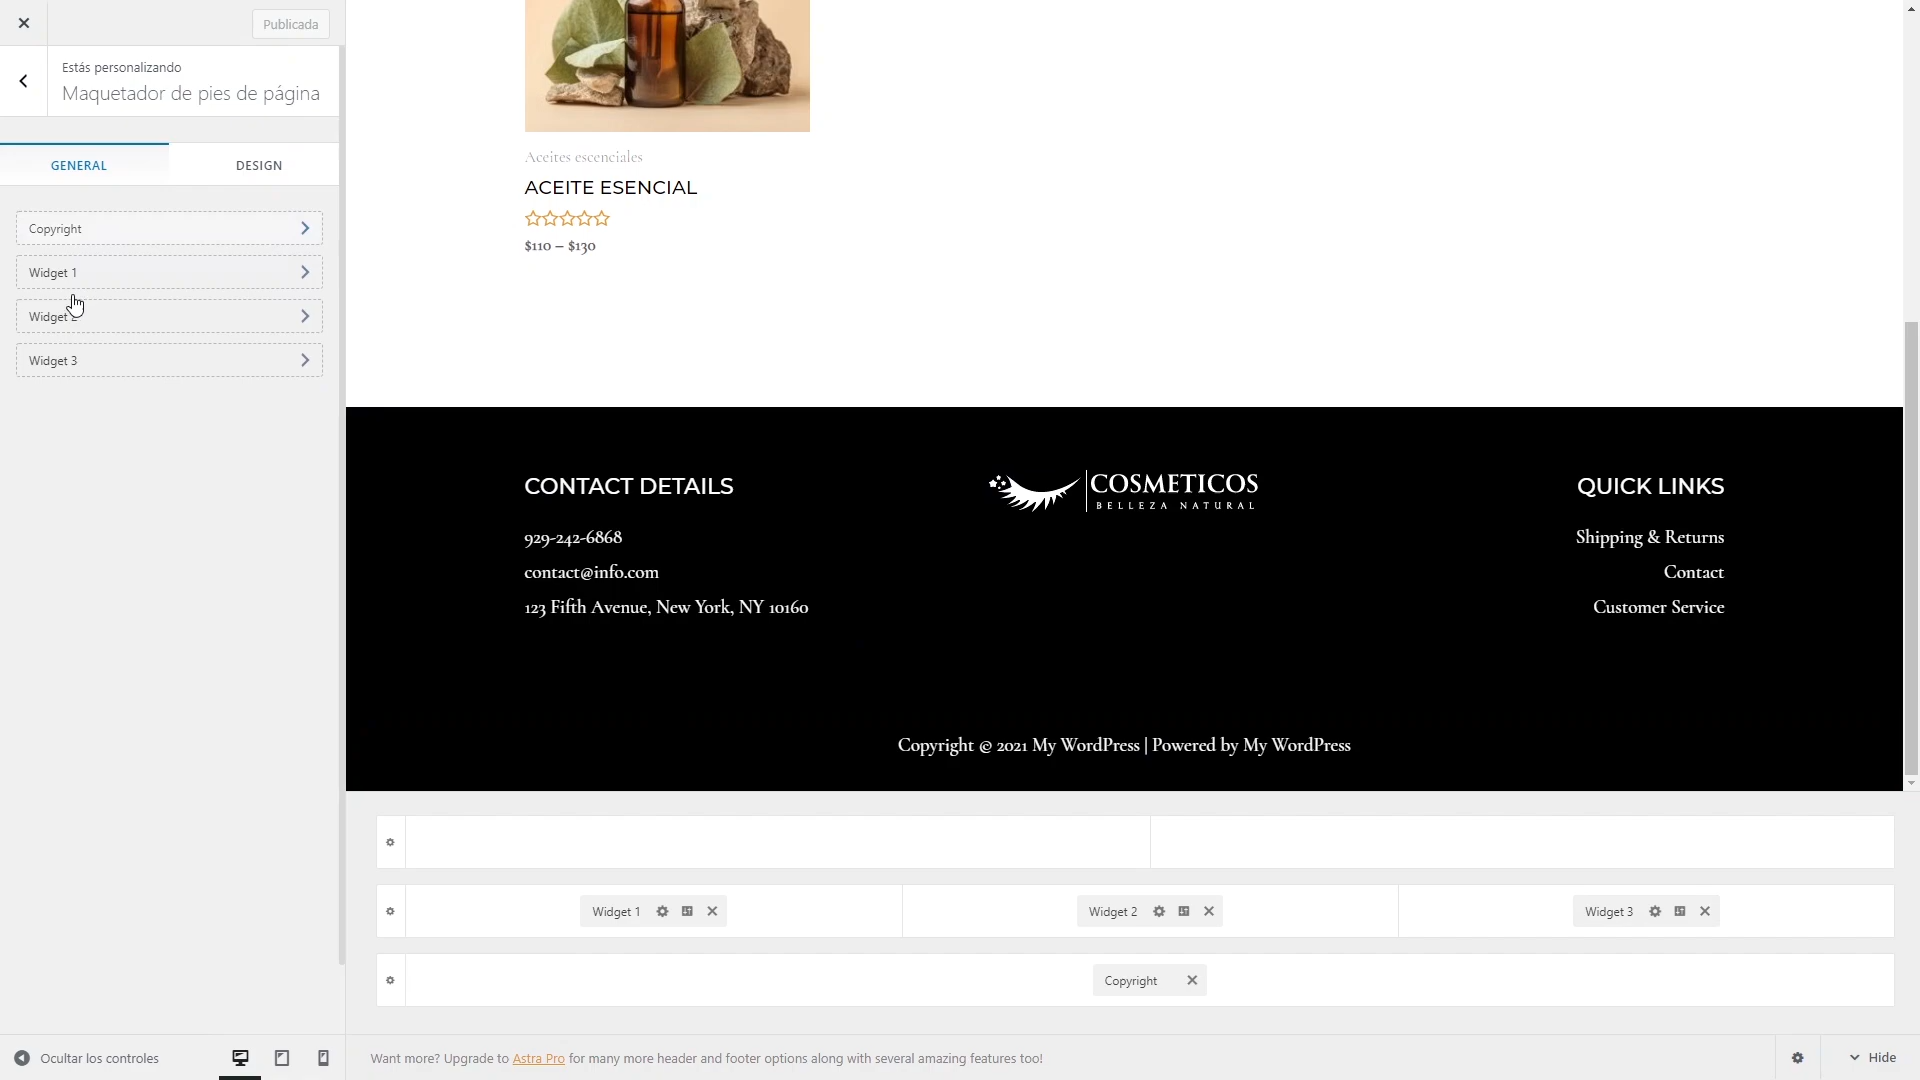 Publicada
Estás personalizando
Maquetador de pies de página
GENERAL
DESIGN
Copyright
Widget 1
Widget 2
Widget 3
Aceites escenciales
ACEITE ESENCIAL
$110 – $130
CONTACT DETAILS
929-242-6868
contact@info.com
123 Fifth Avenue, New York, NY 10160
COSMETICOS
BELLEZA NATURAL
QUICK LINKS
Shipping & Returns
Contact
Customer Service
Copyright © 2021 My WordPress | Powered by My WordPress
Widget 1
Widget 2
Widget 3
Copyright
Ocultar los controles
Want more? Upgrade to Astra Pro for many more header and footer options along with several amazing features too!
Hide